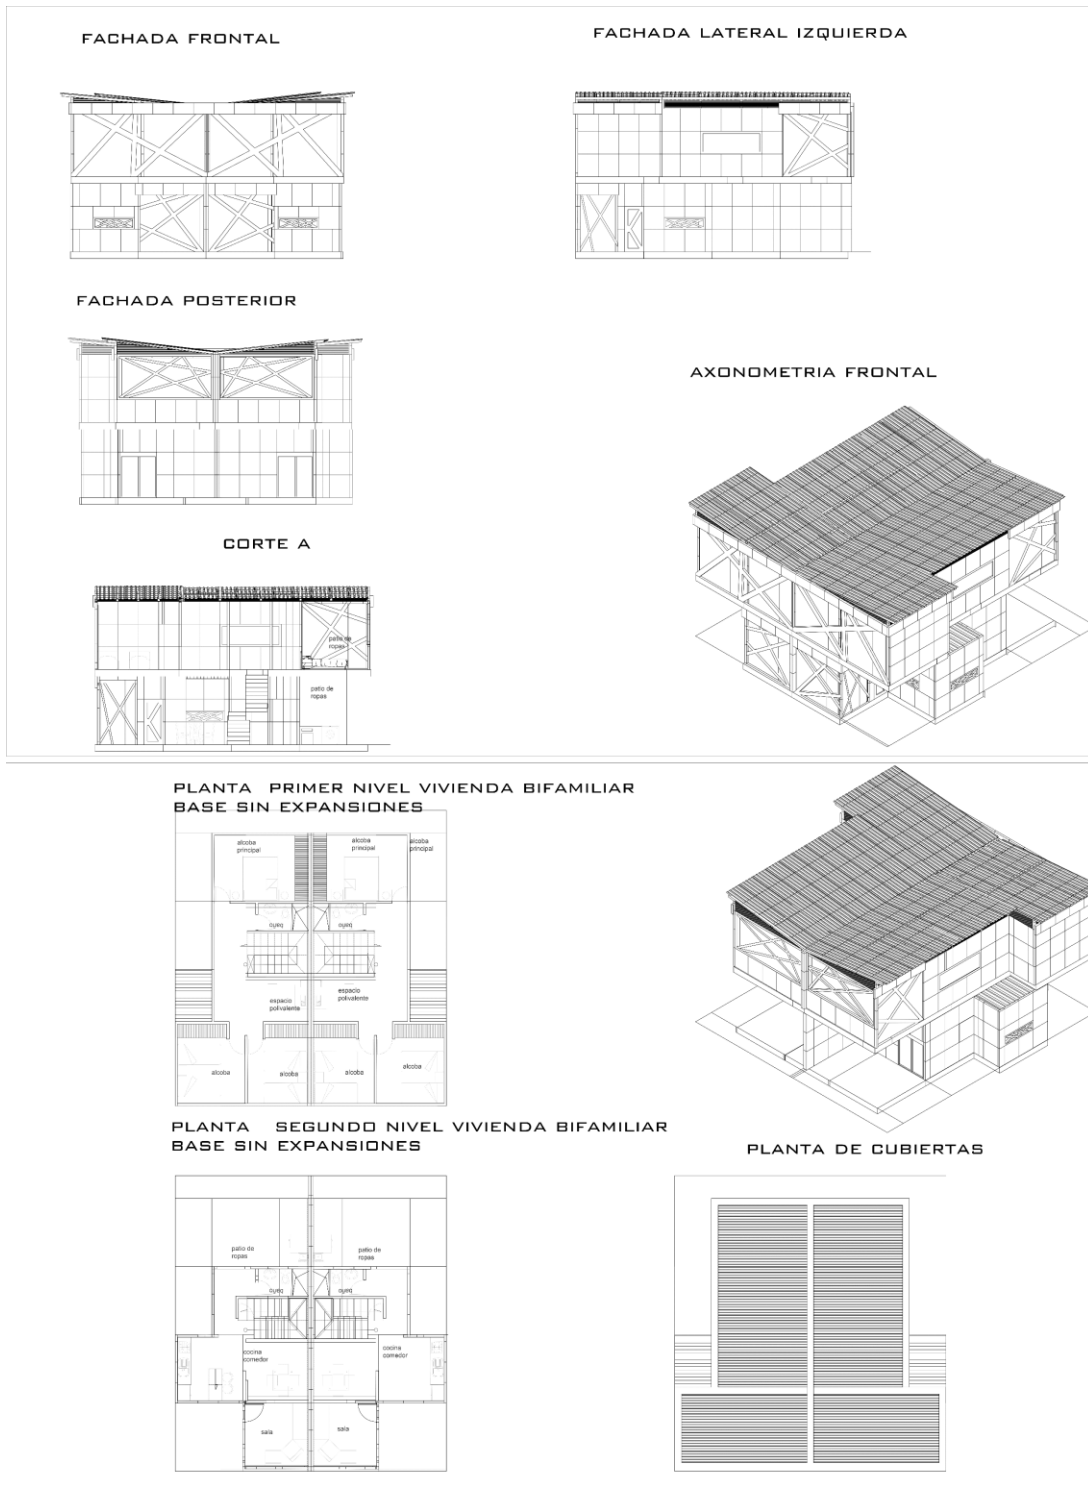 FACHADA FRONTAL
FACHADA LATERAL IZQUIERDA
FACHADA POSTERIOR
AXONOMETRIA FRONTAL
CORTE A
patio de
ropas
patio de
ropas
PLANTA PRIMER NIVEL VIVIENDA BIFAMILIAR
BASE SIN EXPANSIONES
alcoba
principal
alcoba
principal
alcoba
principal
baño
baño
espacio
polivalente
espacio
polivalente
alcoba
alcoba
alcoba
alcoba
PLANTA SEGUNDO NIVEL VIVIENDA BIFAMILIAR
BASE SIN EXPANSIONES
PLANTA DE CUBIERTAS
patio de
ropas
patio de
ropas
baño
baño
cocina
comedor
cocina
comedor
sala
sala